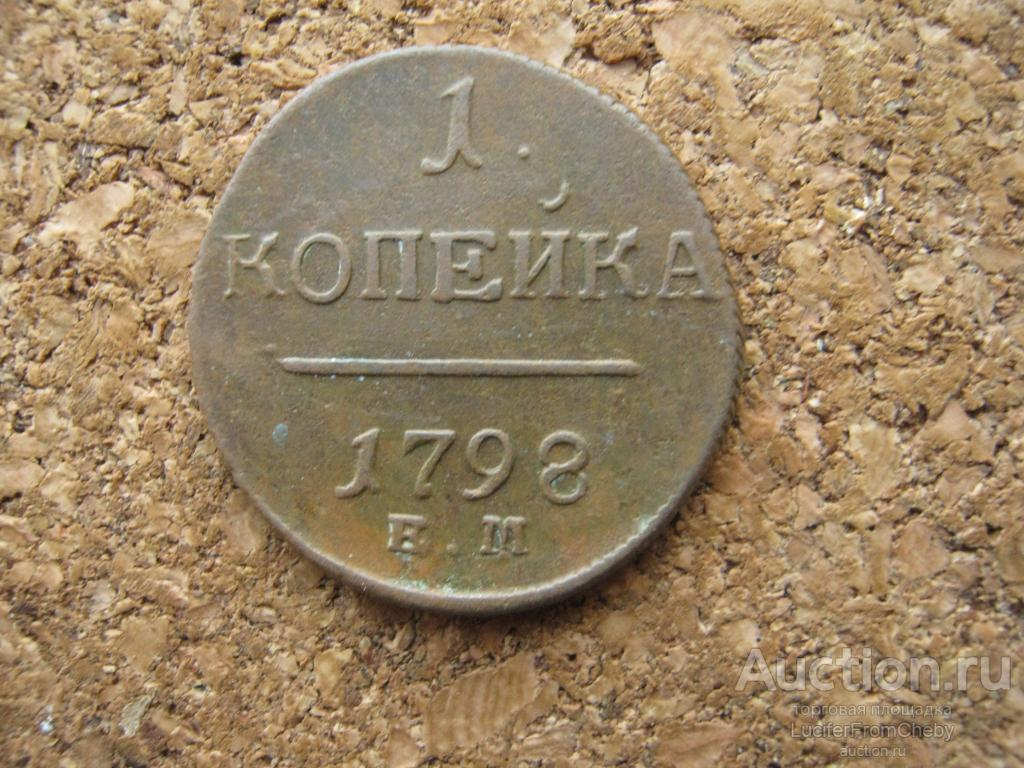 1.
КОПЕЙКА
1798
Е.М
Auction.ru
торговая площадка
LuciferFromCheby
auction.ru